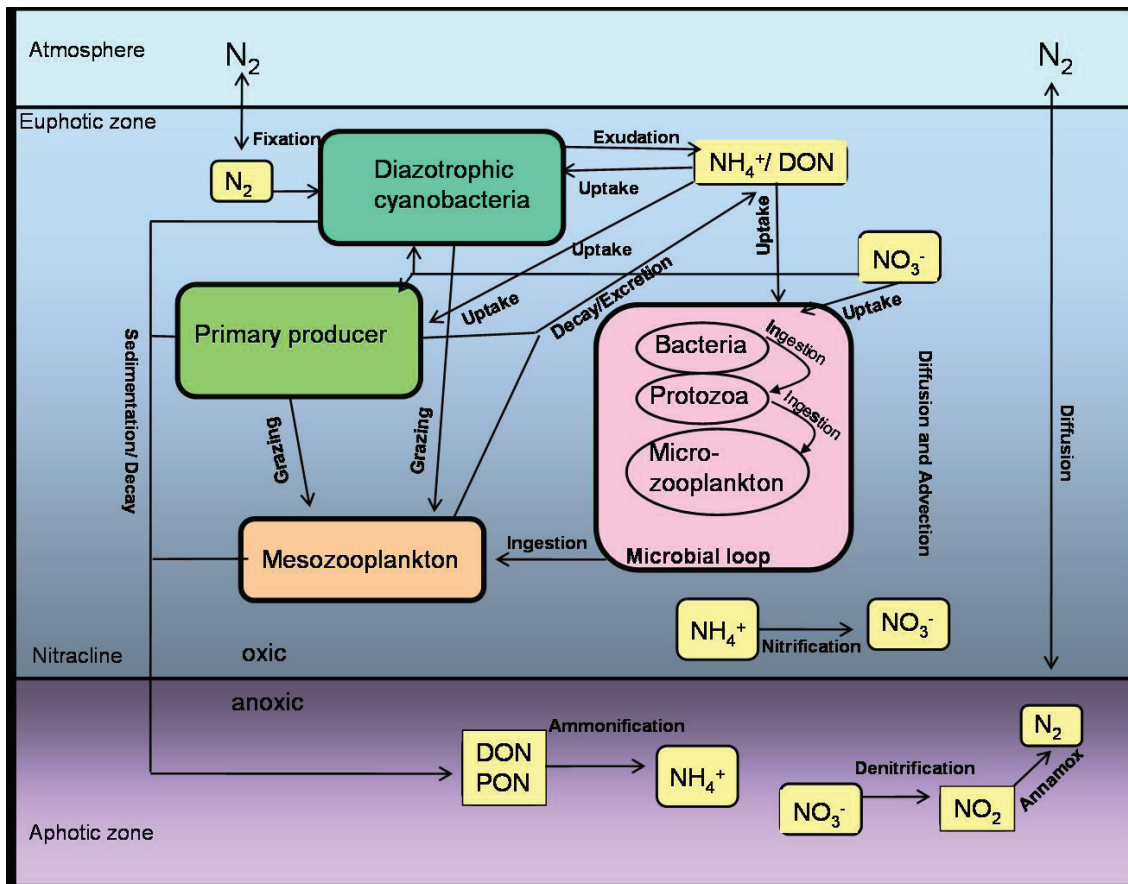 Atmosphere
N₂
N₂
Euphotic zone
Fixation
N₂
Diazotrophic
cyanobacteria
Exudation
Uptake
NH₄⁺/ DON
Uptake
Uptake
Uptake
NO₃⁻
Uptake
Decay/Excretion
Primary producer
Sedimentation/ Decay
Grazing
Grazing
Bacteria
Ingestion
Protozoa
Ingestion
Micro-
zooplankton
Microbial loop
Diffusion and Advection
Diffusion
Mesozooplankton
Ingestion
NH₄⁺
Nitrification
NO₃⁻
Nitracline
oxic
anoxic
DON
PON
Ammonification
NH₄⁺
Denitrification
NO₃⁻
NO₂
Annamox
N₂
Aphotic zone